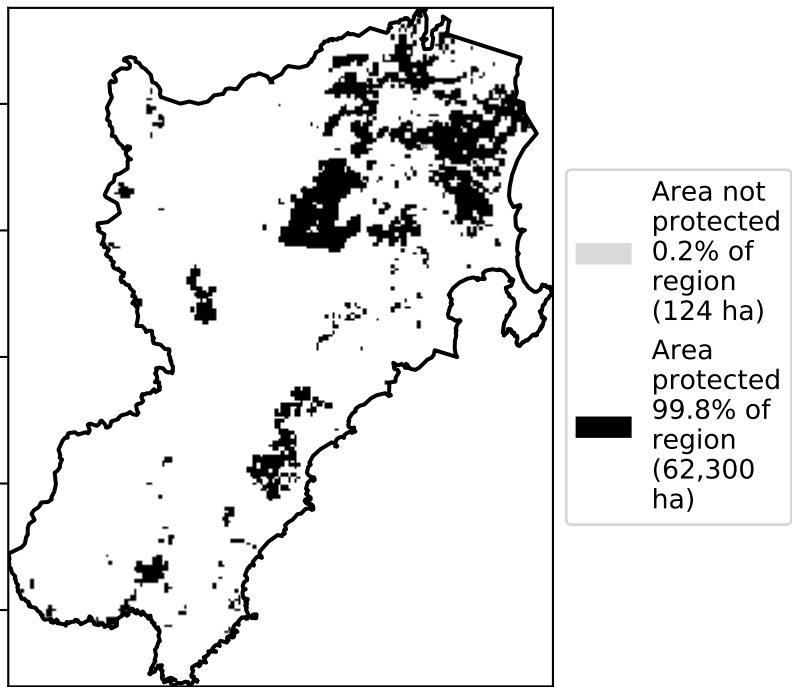 Area not
protected
0.2% of
region
(124 ha)
Area
protected
99.8% of
region
(62,300
ha)